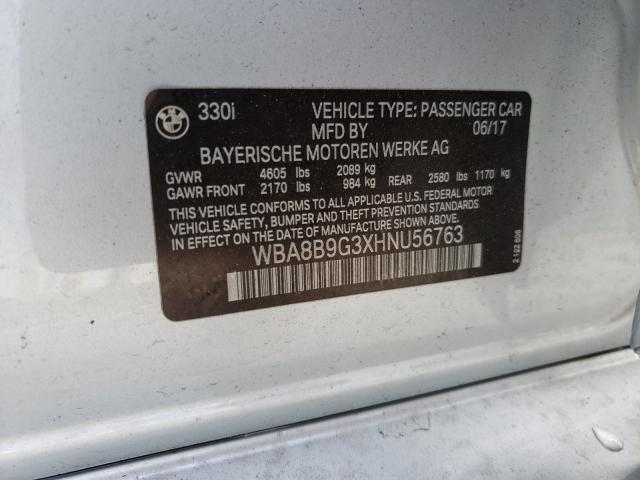 BMW
330i VEHICLE TYPE: PASSENGER CAR
MFD BY 06/17
BAYERISCHE MOTOREN WERKE AG
GVWR 4605 lbs 2089 kg
GAWR FRONT 2170 lbs 984 kg REAR 2580 lbs 1170 kg
THIS VEHICLE CONFORMS TO ALL APPLICABLE U.S. FEDERAL MOTOR
VEHICLE SAFETY, BUMPER AND THEFT PREVENTION STANDARDS
IN EFFECT ON THE DATE OF MANUFACTURE SHOWN ABOVE.
WBA8B9G3XHNU56763
2 122 606